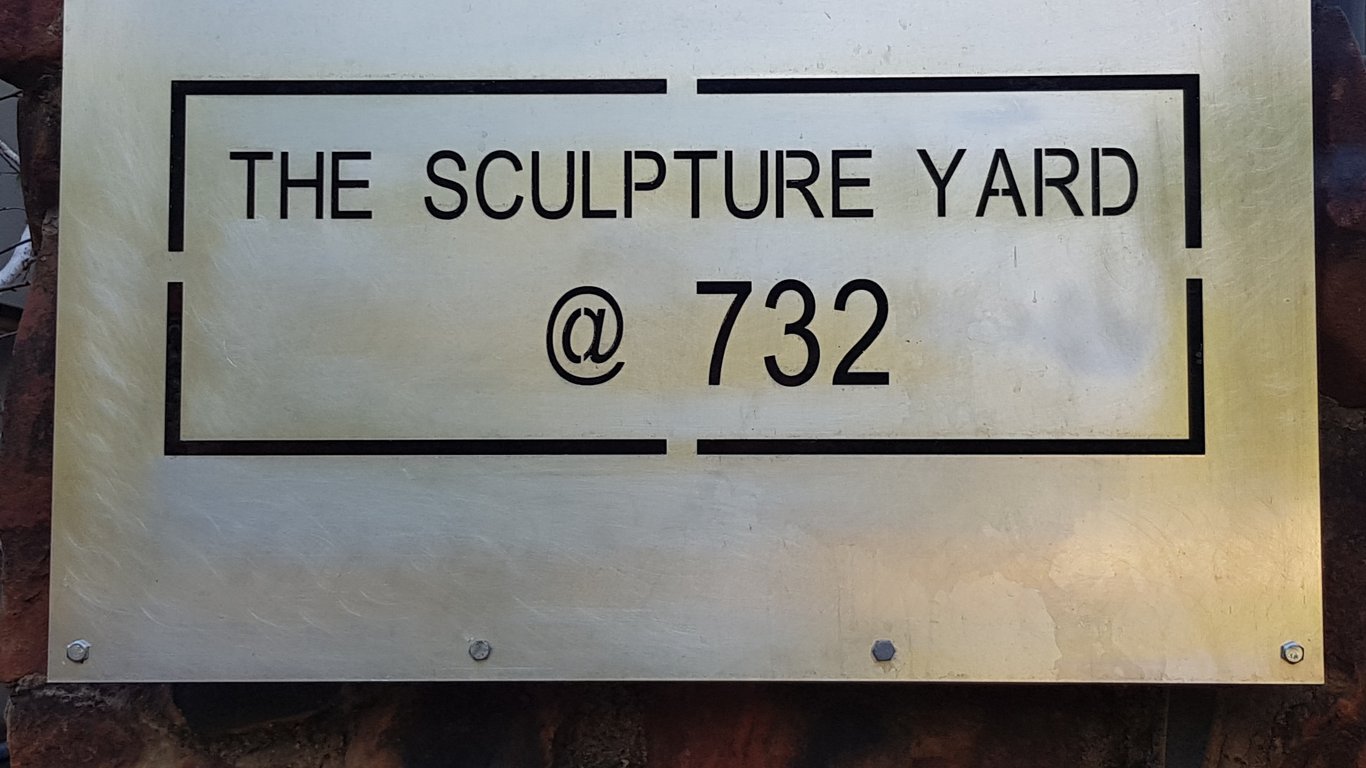 THE SCULPTURE YARD
@ 732